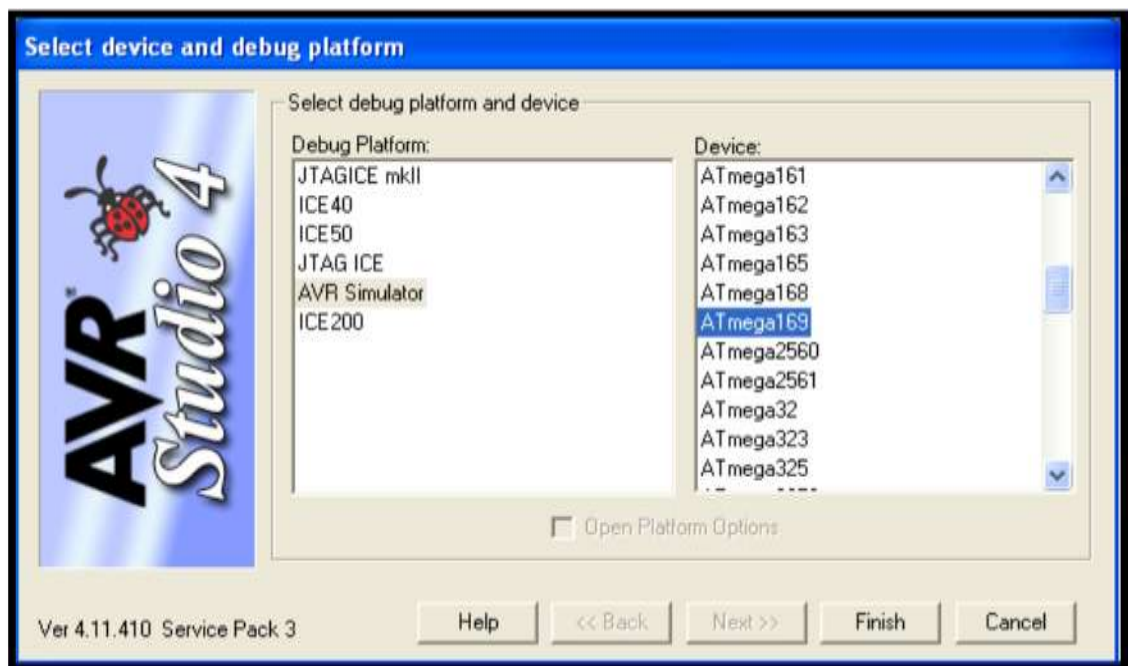 Select device and debug platform
AVR®
Studio 4
Select debug platform and device
Debug Platform:
JTAGICE mkII
ICE40
ICE50
JTAG ICE
AVR Simulator
ICE200
Device:
ATmega161
ATmega162
ATmega163
ATmega165
ATmega168
ATmega169
ATmega2560
ATmega2561
ATmega32
ATmega323
ATmega325
Open Platform Options
Ver 4.11.410 Service Pack 3
Help
<< Back
Next >>
Finish
Cancel